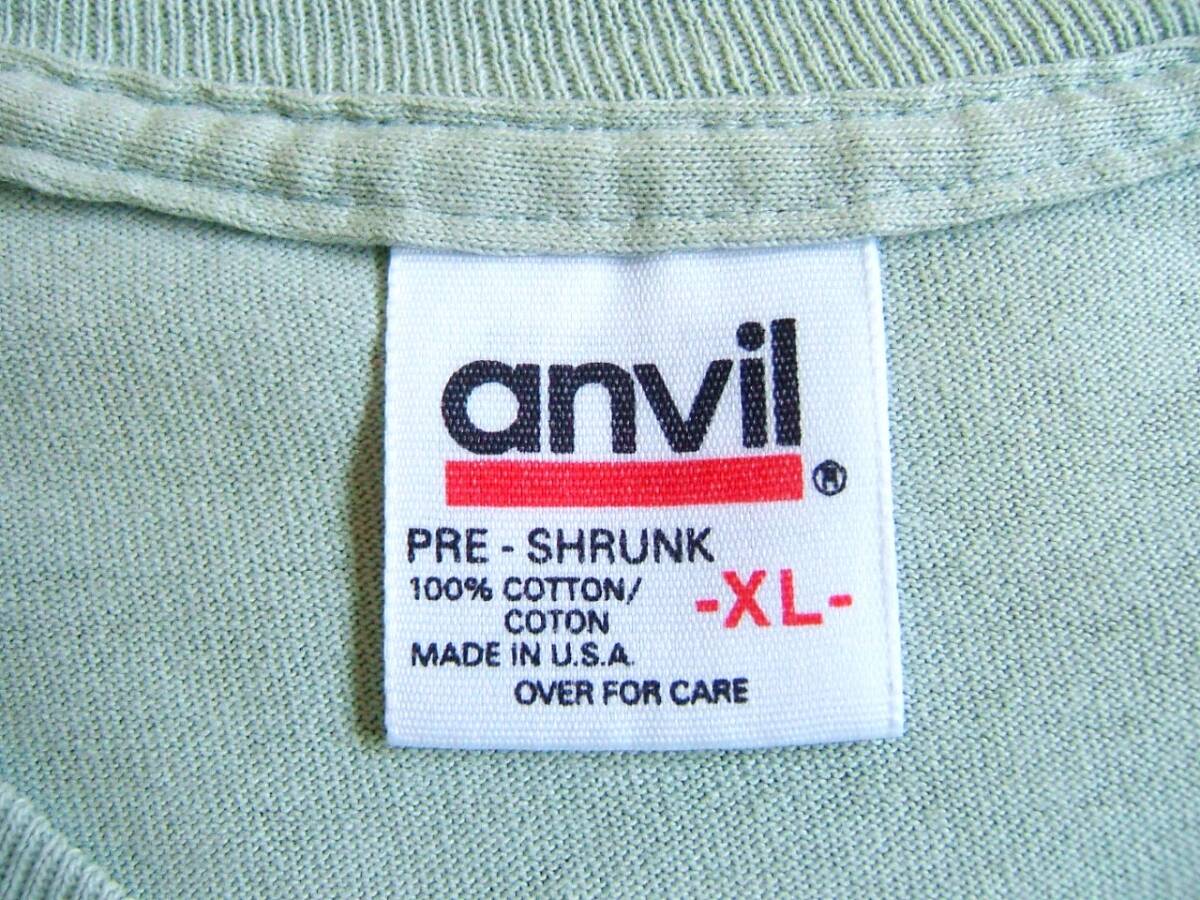 anvil®
PRE - SHRUNK
100% COTTON/
COTON
-XL-
MADE IN U.S.A.
OVER FOR CARE